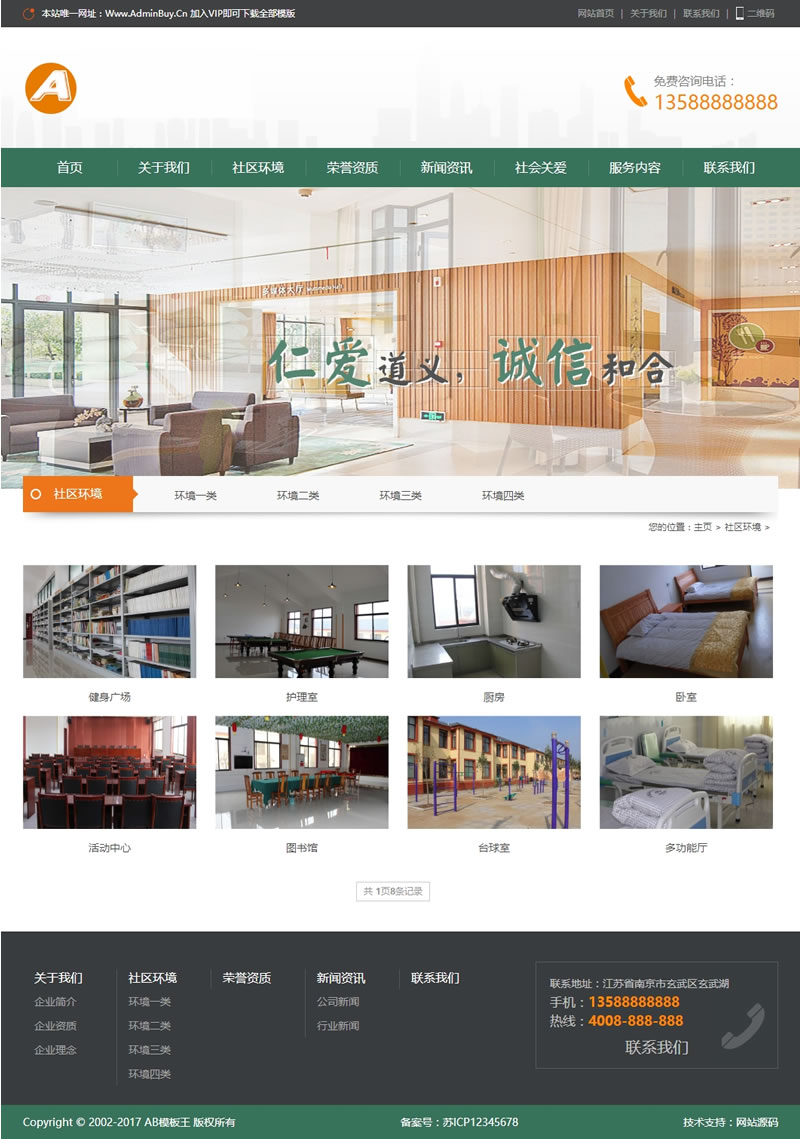 本站唯一网址：Www.AdminBuy.Cn 加入VIP即可下载全部模版
网站首页 | 关于我们 | 联系我们 | 二维码
A
免费咨询电话：
13588888888
首页 关于我们 社区环境 荣誉资质 新闻资讯 社会关爱 服务内容 联系我们
多媒体大厅
仁爱道义，诚信和合
社区环境 环境一类 环境二类 环境三类 环境四类
您的位置：主页 > 社区环境 >
健身广场 护理室 厨房 卧室
活动中心 图书馆 台球室 多功能厅
共 1页8条记录
关于我们 社区环境 荣誉资质 新闻资讯 联系我们
企业简介 环境一类 公司新闻
企业资质 环境二类 行业新闻
企业理念 环境三类
环境四类
联系地址：江苏省南京市玄武区玄武湖
手机：13588888888
热线：4008-888-888
联系我们
Copyright © 2002-2017 AB模板王 版权所有 备案号：苏ICP12345678 技术支持：网站源码